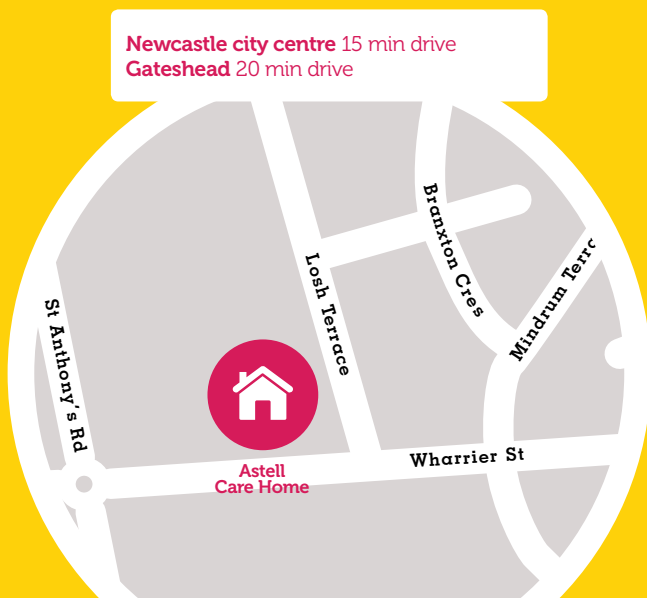 Newcastle city centre 15 min drive
Gateshead 20 min drive
Branxton Cres
Mindrum Terra
Losh Terrace
St Anthony's Rd
Wharrier St
Astell
Care Home